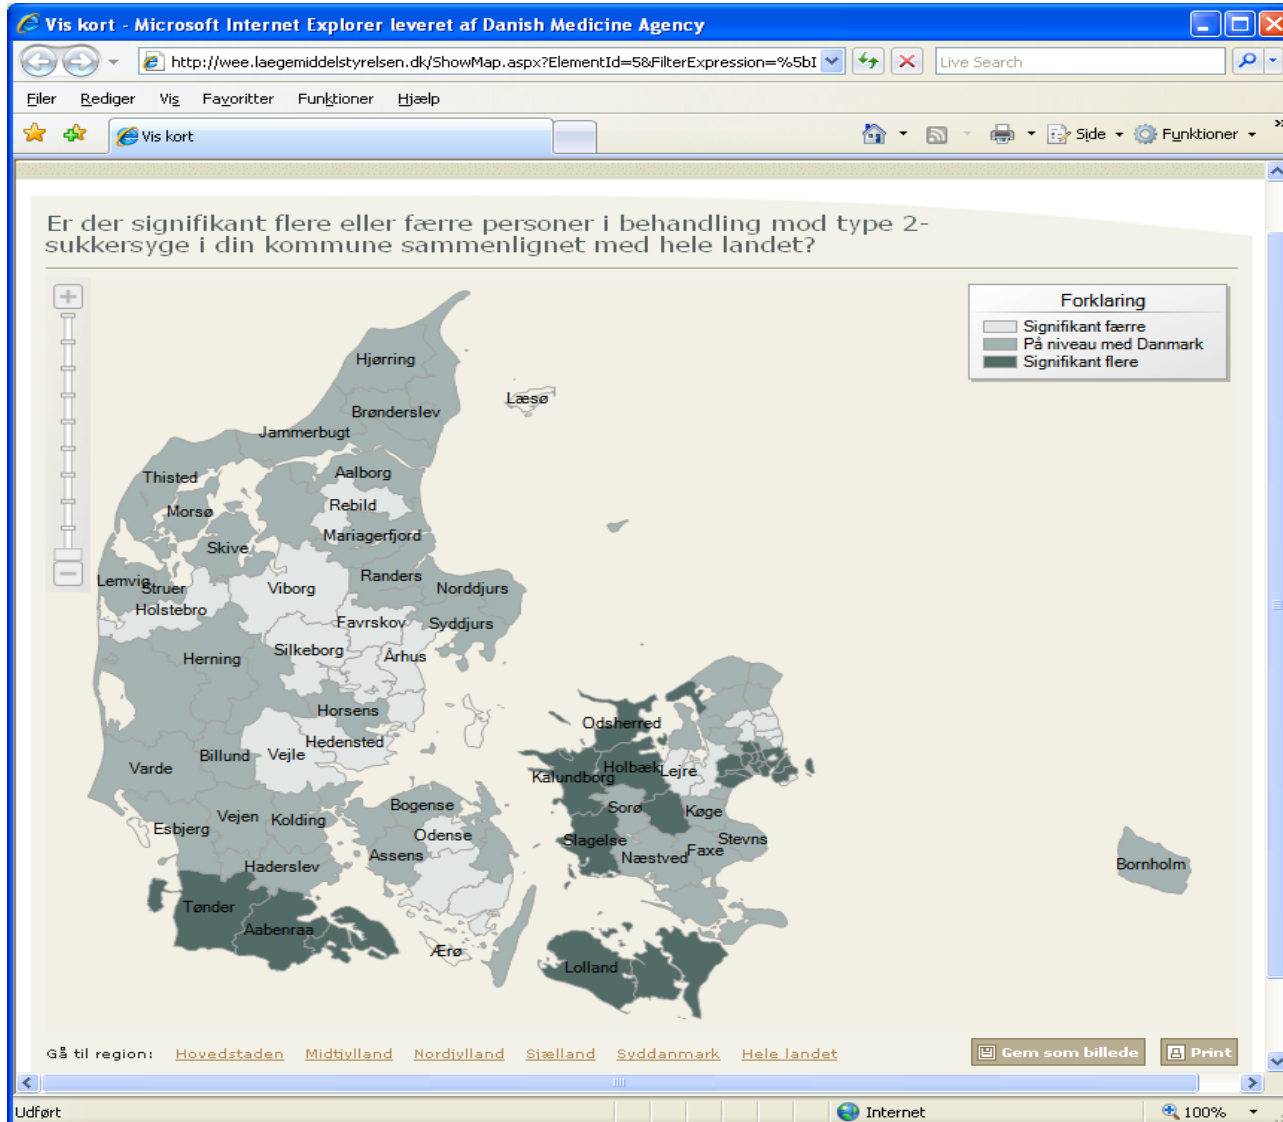 Vis kort - Microsoft Internet Explorer leveret af Danish Medicine Agency
http://wee.laegemiddelstyrelsen.dk/ShowMap.aspx?ElementId=5&FilterExpression=%5bI
Live Search
Filer Rediger Vis Favoritter Funktioner Hjælp
Vis kort
Side Funktioner »
Er der signifikant flere eller færre personer i behandling mod type 2-
sukkersyge i din kommune sammenlignet med hele landet?
Forklaring
Signifikant færre
På niveau med Danmark
Signifikant flere
Hjørring
Læsø
Brønderslev
Jammerbugt
Aalborg
Thisted
Rebild
Morsø
Mariagerfjord
Skive
Randers
Lemvig
Struer
Viborg
Norddjurs
Holstebro
Favrskov
Syddjurs
Silkeborg
Århus
Herning
Horsens
Odsherred
Hedensted
Billund
Vejle
Varde
Holbæk
Lejre
Kalundborg
Bogense
Sorø
Køge
Vejen
Kolding
Esbjerg
Odense
Slagelse
Stevns
Assens
Næstved
Faxe
Haderslev
Bornholm
Tønder
Aabenraa
Ærø
Lolland
Gå til region: Hovedstaden Midtjylland Nordjylland Sjælland Syddanmark Hele landet
Gem som billede Print
Udført
Internet
100%